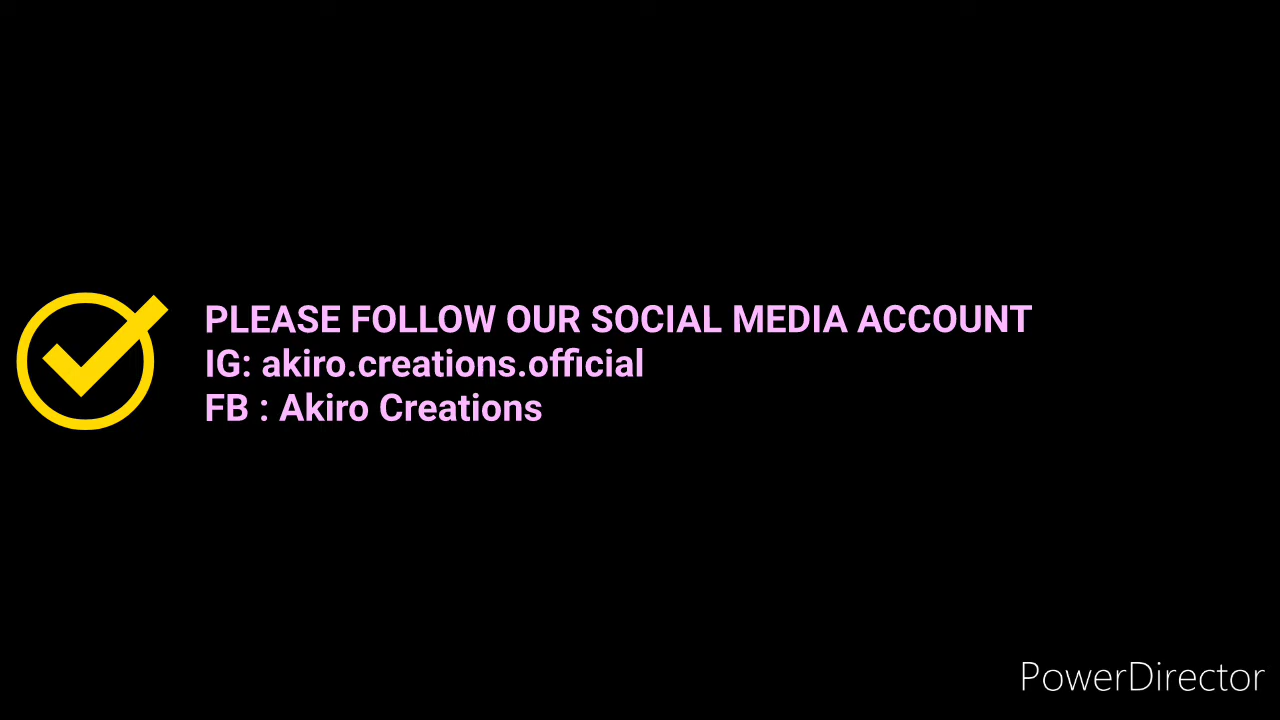 PLEASE FOLLOW OUR SOCIAL MEDIA ACCOUNT
IG: akiro.creations.official
FB : Akiro Creations
PowerDirector